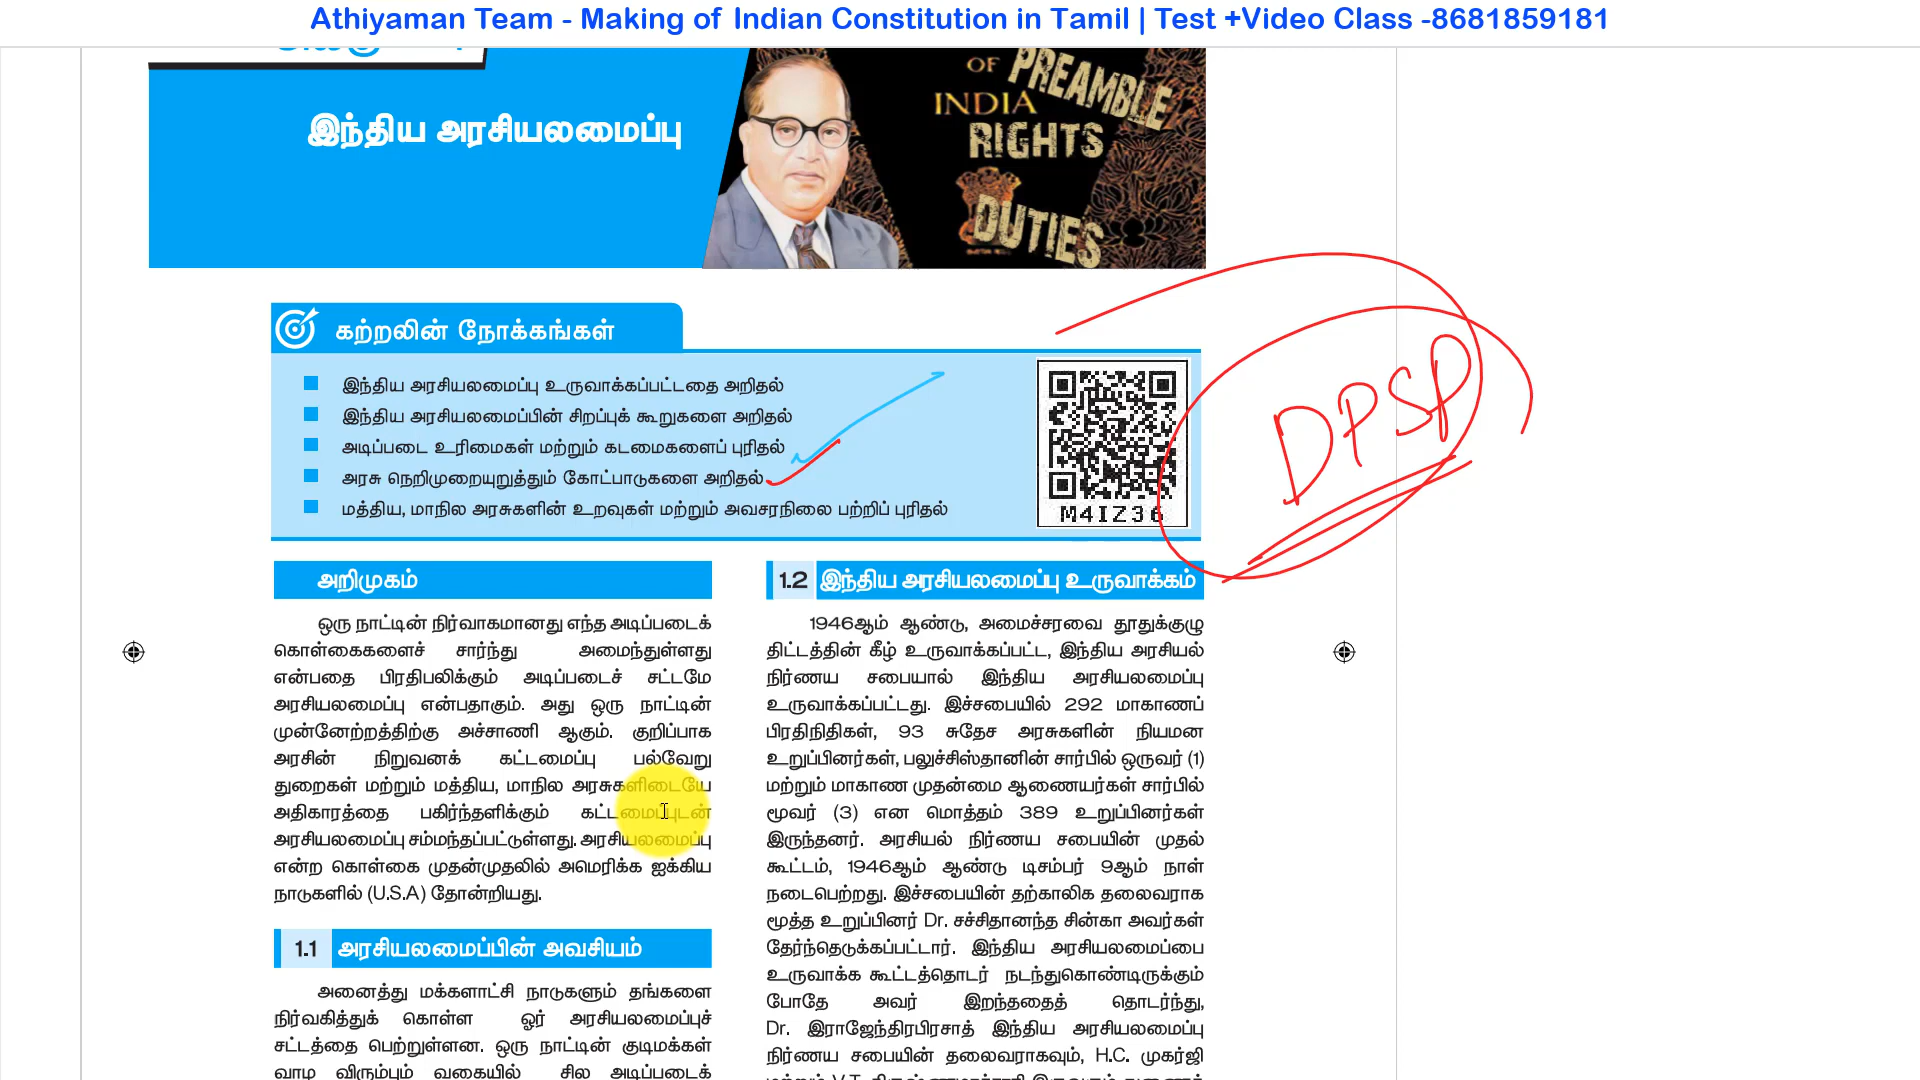 Athiyaman Team - Making of Indian Constitution in Tamil | Test +Video Class -8681859181
இந்திய அரசியலமைப்பு
OF PREAMBLE
INDIA
RIGHTS
DUTIES
கற்றலின் நோக்கங்கள்
இந்திய அரசியலமைப்பு உருவாக்கப்பட்டதை அறிதல்
இந்திய அரசியலமைப்பின் சிறப்புக் கூறுகளை அறிதல்
அடிப்படை உரிமைகள் மற்றும் கடமைகளைப் புரிதல்
அரசு நெறிமுறையுறுத்தும் கோட்பாடுகளை அறிதல்
மத்திய, மாநில அரசுகளின் உறவுகள் மற்றும் அவசரநிலை பற்றிப் புரிதல்
M4IZ36
DPSP
அறிமுகம்
ஒரு நாட்டின் நிர்வாகமானது எந்த அடிப்படைக்
கொள்கைகளைச் சார்ந்து அமைந்துள்ளது
என்பதை பிரதிபலிக்கும் அடிப்படைச் சட்டமே
அரசியலமைப்பு என்பதாகும். அது ஒரு நாட்டின்
முன்னேற்றத்திற்கு அச்சாணி ஆகும். குறிப்பாக
அரசின் நிறுவனக் கட்டமைப்பு பல்வேறு
துறைகள் மற்றும் மத்திய, மாநில அரசுகளிடையே
அதிகாரத்தை பகிர்ந்தளிக்கும் கட்டமைப்புடன்
அரசியலமைப்பு சம்மந்தப்பட்டுள்ளது. அரசியலமைப்பு
என்ற கொள்கை முதன்முதலில் அமெரிக்க ஐக்கிய
நாடுகளில் (U.S.A) தோன்றியது.
1.1 அரசியலமைப்பின் அவசியம்
அனைத்து மக்களாட்சி நாடுகளும் தங்களை
நிர்வகித்துக் கொள்ள ஓர் அரசியலமைப்புச்
சட்டத்தை பெற்றுள்ளன. ஒரு நாட்டின் குடிமக்கள்
வாழ விரும்பும் வகையில் சில அடிப்படைக்
1.2 இந்திய அரசியலமைப்பு உருவாக்கம்
1946ஆம் ஆண்டு, அமைச்சரவை தூதுக்குழு
திட்டத்தின் கீழ் உருவாக்கப்பட்ட, இந்திய அரசியல்
நிர்ணய சபையால் இந்திய அரசியலமைப்பு
உருவாக்கப்பட்டது. இச்சபையில் 292 மாகாணப்
பிரதிநிதிகள், 93 சுதேச அரசுகளின் நியமன
உறுப்பினர்கள், பலுச்சிஸ்தானின் சார்பில் ஒருவர் (1)
மற்றும் மாகாண முதன்மை ஆணையர்கள் சார்பில்
மூவர் (3) என மொத்தம் 389 உறுப்பினர்கள்
இருந்தனர். அரசியல் நிர்ணய சபையின் முதல்
கூட்டம், 1946ஆம் ஆண்டு டிசம்பர் 9ஆம் நாள்
நடைபெற்றது. இச்சபையின் தற்காலிக தலைவராக
மூத்த உறுப்பினர் Dr. சச்சிதானந்த சின்கா அவர்கள்
தேர்ந்தெடுக்கப்பட்டார். இந்திய அரசியலமைப்பை
உருவாக்க கூட்டத்தொடர் நடந்துகொண்டிருக்கும்
போதே அவர் இறந்ததைத் தொடர்ந்து,
Dr. இராஜேந்திரபிரசாத் இந்திய அரசியலமைப்பு
நிர்ணய சபையின் தலைவராகவும், H.C. முகர்ஜி